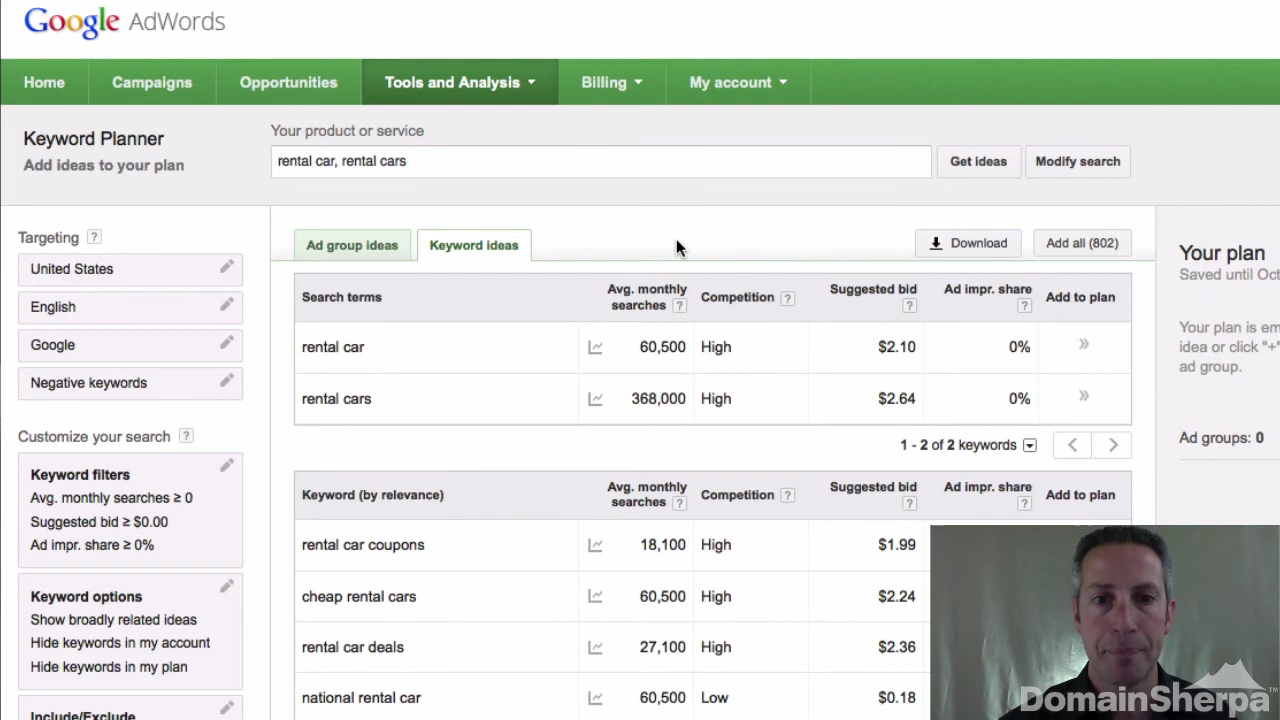 Google AdWords
Home Campaigns Opportunities Tools and Analysis Billing My account
Keyword Planner
Add ideas to your plan
Your product or service
rental car, rental cars
Get ideas
Modify search
Targeting ?
United States
English
Google
Negative keywords
Customize your search ?
Keyword filters
Avg. monthly searches ≥ 0
Suggested bid ≥ $0.00
Ad impr. share ≥ 0%
Keyword options
Show broadly related ideas
Hide keywords in my account
Hide keywords in my plan
Include/Exclude
Ad group ideas Keyword ideas
Download Add all (802)
Search terms Avg. monthly searches ? Competition ? Suggested bid ? Ad impr. share ? Add to plan
rental car 60,500 High $2.10 0% »
rental cars 368,000 High $2.64 0% »
1 - 2 of 2 keywords
Keyword (by relevance) Avg. monthly searches ? Competition ? Suggested bid ? Ad impr. share ? Add to plan
rental car coupons 18,100 High $1.99
cheap rental cars 60,500 High $2.24
rental car deals 27,100 High $2.36
national rental car 60,500 Low $0.18
Your plan
Saved until Oct
Your plan is em
idea or click "+"
ad group.
Ad groups: 0
DomainSherpa™